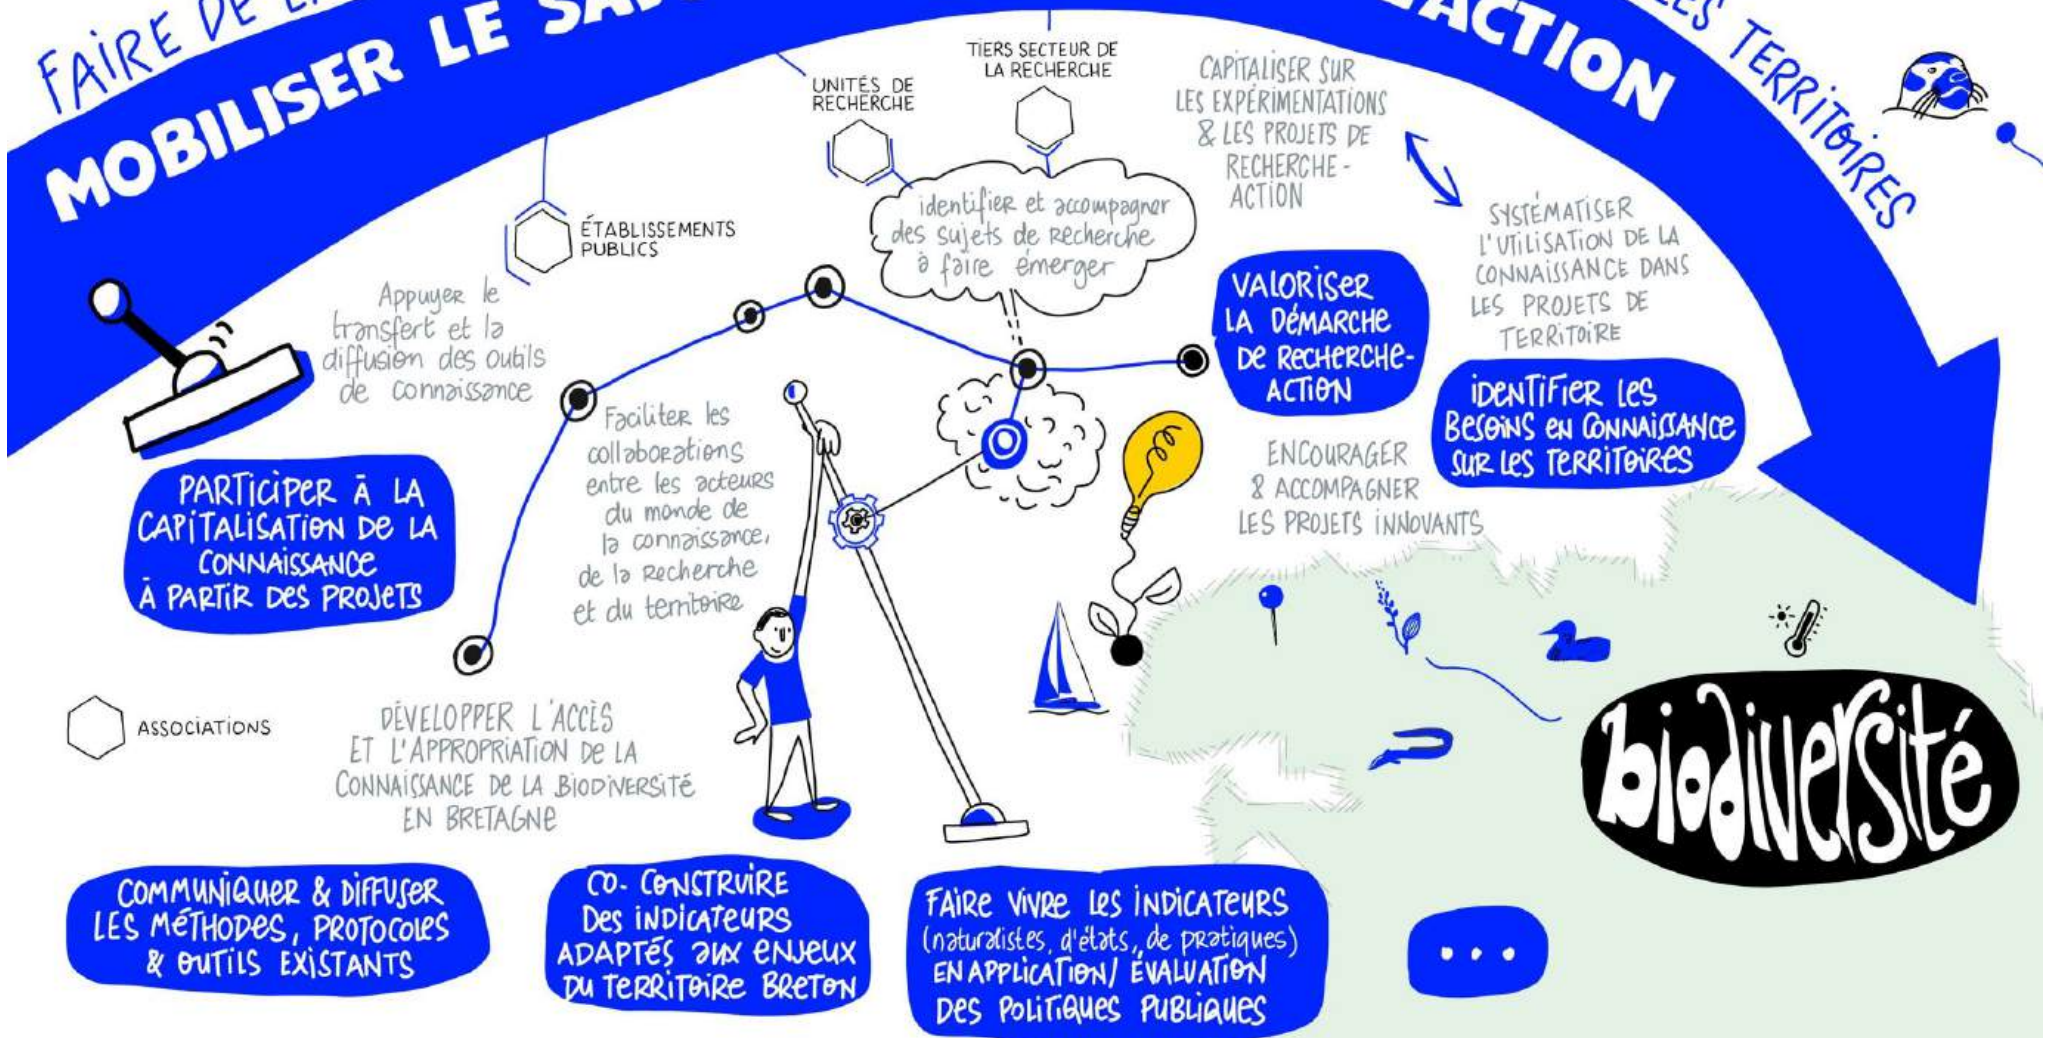 FAIRE DE
LES TERRITOIRES
MOBILISER LE
ACTION
TIERS SECTEUR DE
LA RECHERCHE
UNITÉS DE
RECHERCHE
CAPITALISER SUR
LES EXPÉRIMENTATIONS
& LES PROJETS DE
RECHERCHE-
ACTION
identifier et accompagner
des sujets de recherche
à faire émerger
ÉTABLISSEMENTS
PUBLICS
SYSTÉMATISER
L'UTILISATION DE LA
CONNAISSANCE DANS
LES PROJETS DE
TERRITOIRE
Appuyer le
transfert et la
diffusion des outils
de connaissance
VALORISER
LA DÉMARCHE
DE RECHERCHE-
ACTION
IDENTIFIER LES
BESOINS EN CONNAISSANCE
SUR LES TERRITOIRES
Faciliter les
collaborations
entre les acteurs
du monde de
la connaissance,
de la recherche
et du territoire
ENCOURAGER
& ACCOMPAGNER
LES PROJETS INNOVANTS
PARTICIPER À LA
CAPITALISATION DE LA
CONNAISSANCE
À PARTIR DES PROJETS
ASSOCIATIONS
DÉVELOPPER L'ACCÈS
ET L'APPROPRIATION DE LA
CONNAISSANCE DE LA BIODIVERSITÉ
EN BRETAGNE
biodiversité
COMMUNIQUER & DIFFUSER
LES MÉTHODES, PROTOCOLES
& OUTILS EXISTANTS
CO-CONSTRUIRE
DES INDICATEURS
ADAPTÉS AUX ENJEUX
DU TERRITOIRE BRETON
FAIRE VIVRE LES INDICATEURS
(naturalistes, d'états, de pratiques)
EN APPLICATION/ ÉVALUATION
DES POLITIQUES PUBLIQUES
...